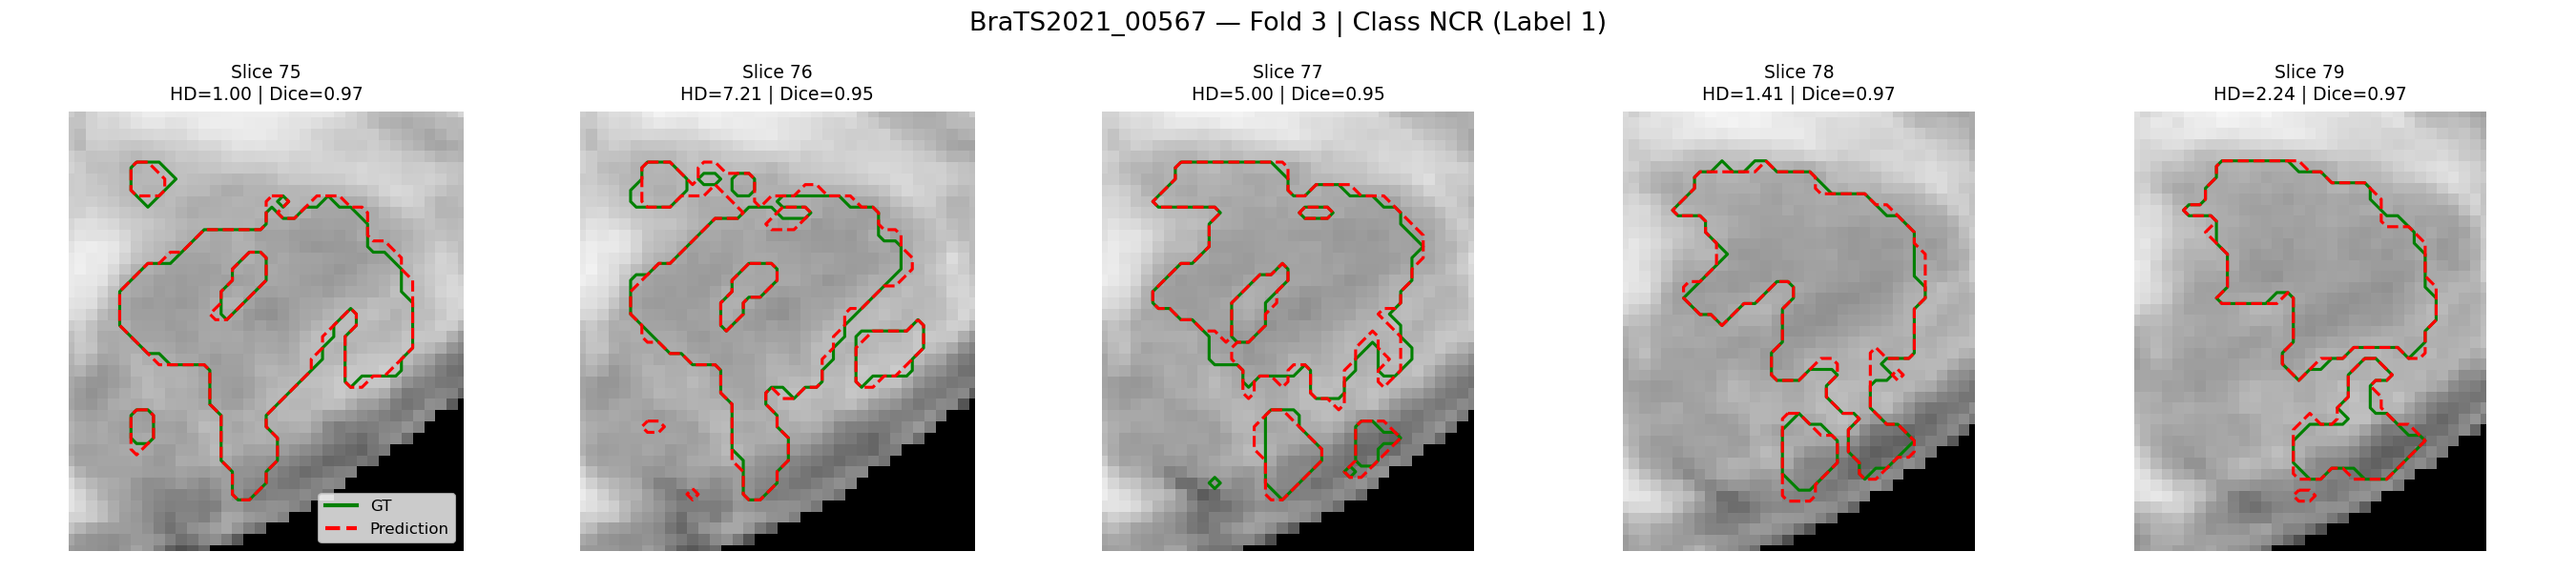 BraTS2021_00567 — Fold 3 | Class NCR (Label 1)
Slice 75
HD=1.00 | Dice=0.97
Slice 76
HD=7.21 | Dice=0.95
Slice 77
HD=5.00 | Dice=0.95
Slice 78
HD=1.41 | Dice=0.97
Slice 79
HD=2.24 | Dice=0.97
GT
Prediction